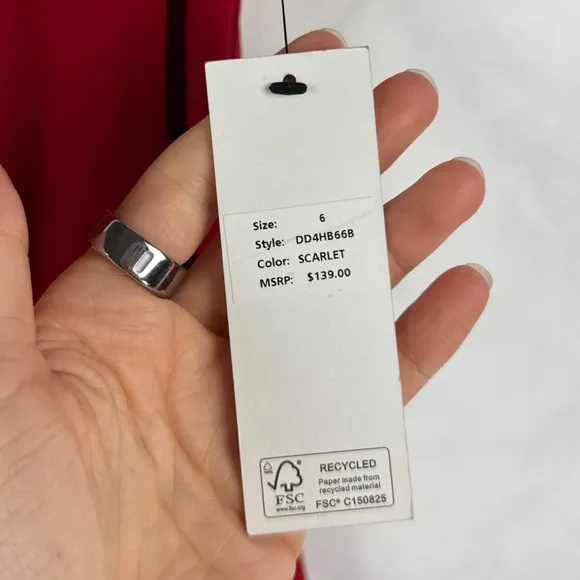 Size: 6
Style: DD4HB66B
Color: SCARLET
MSRP: $139.00
RECYCLED
Paper made from
recycled material
FSC® C150825
FSC
www.fsc.org